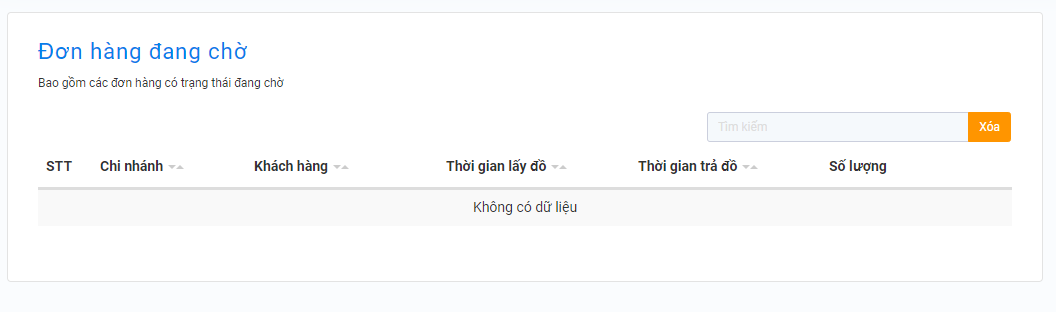 Đơn hàng đang chờ
Bao gồm các đơn hàng có trạng thái đang chờ
Tìm kiếm Xóa
STT Chi nhánh Khách hàng Thời gian lấy đồ Thời gian trả đồ Số lượng
Không có dữ liệu